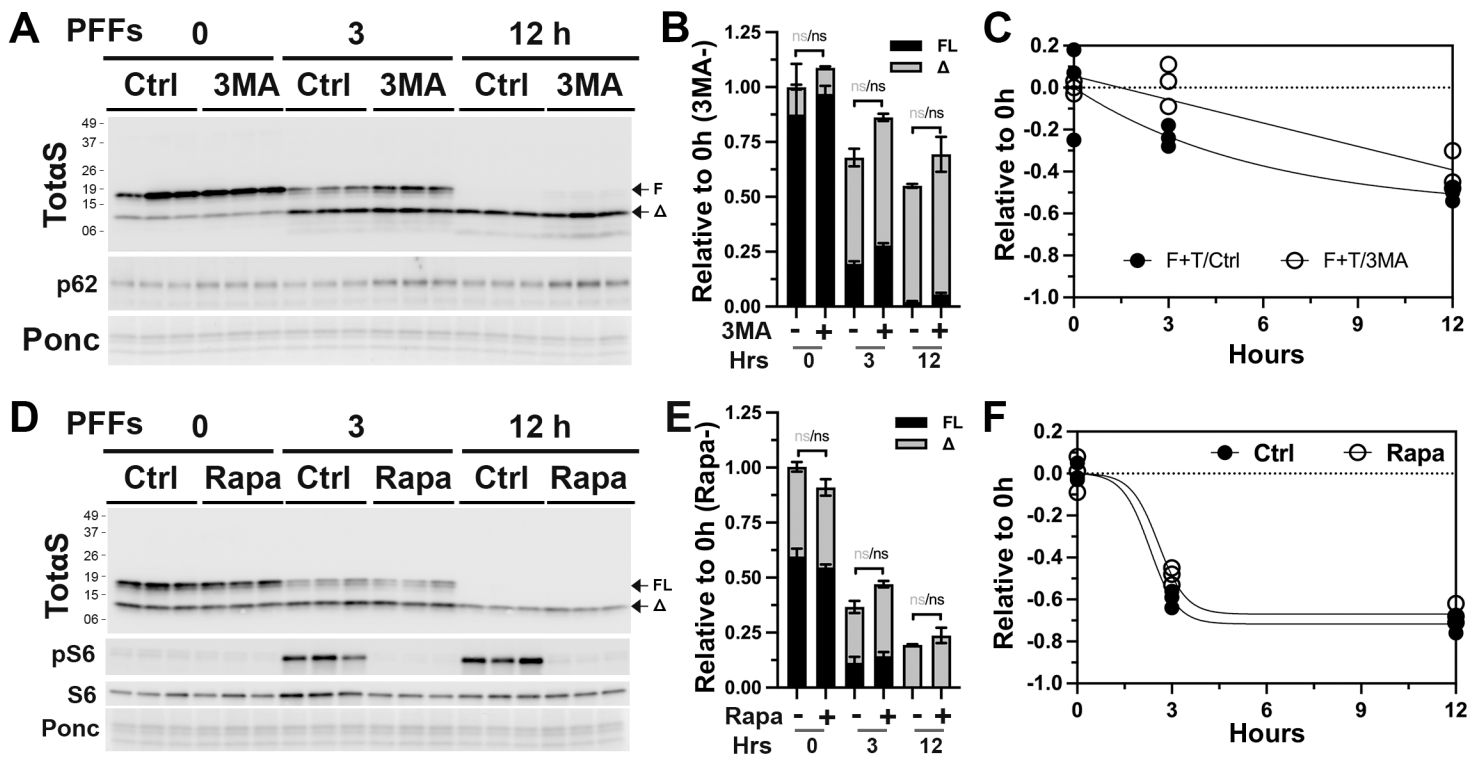 A
PFFs 0 3 12 h
Ctrl 3MA Ctrl 3MA Ctrl 3MA
TotαS
49
37
26
19
15
06
F
Δ
p62
Ponc
B
Relative to 0h (3MA-)
1.25
1.00
0.75
0.50
0.25
0.00
FL
Δ
ns/ns
ns/ns
ns/ns
3MA - + - + - +
Hrs 0 3 12
C
Relative to 0h
0.2
0.0
-0.2
-0.4
-0.6
-0.8
-1.0
F+T/Ctrl F+T/3MA
0 3 6 9 12
Hours
D
PFFs 0 3 12 h
Ctrl Rapa Ctrl Rapa Ctrl Rapa
TotαS
49
37
26
19
15
06
FL
Δ
pS6
S6
Ponc
E
Relative to 0h (Rapa-)
1.25
1.00
0.75
0.50
0.25
0.00
FL
Δ
ns/ns
ns/ns
ns/ns
Rapa - + - + - +
Hrs 0 3 12
F
Relative to 0h
0.2
0.0
-0.2
-0.4
-0.6
-0.8
-1.0
Ctrl Rapa
0 3 6 9 12
Hours